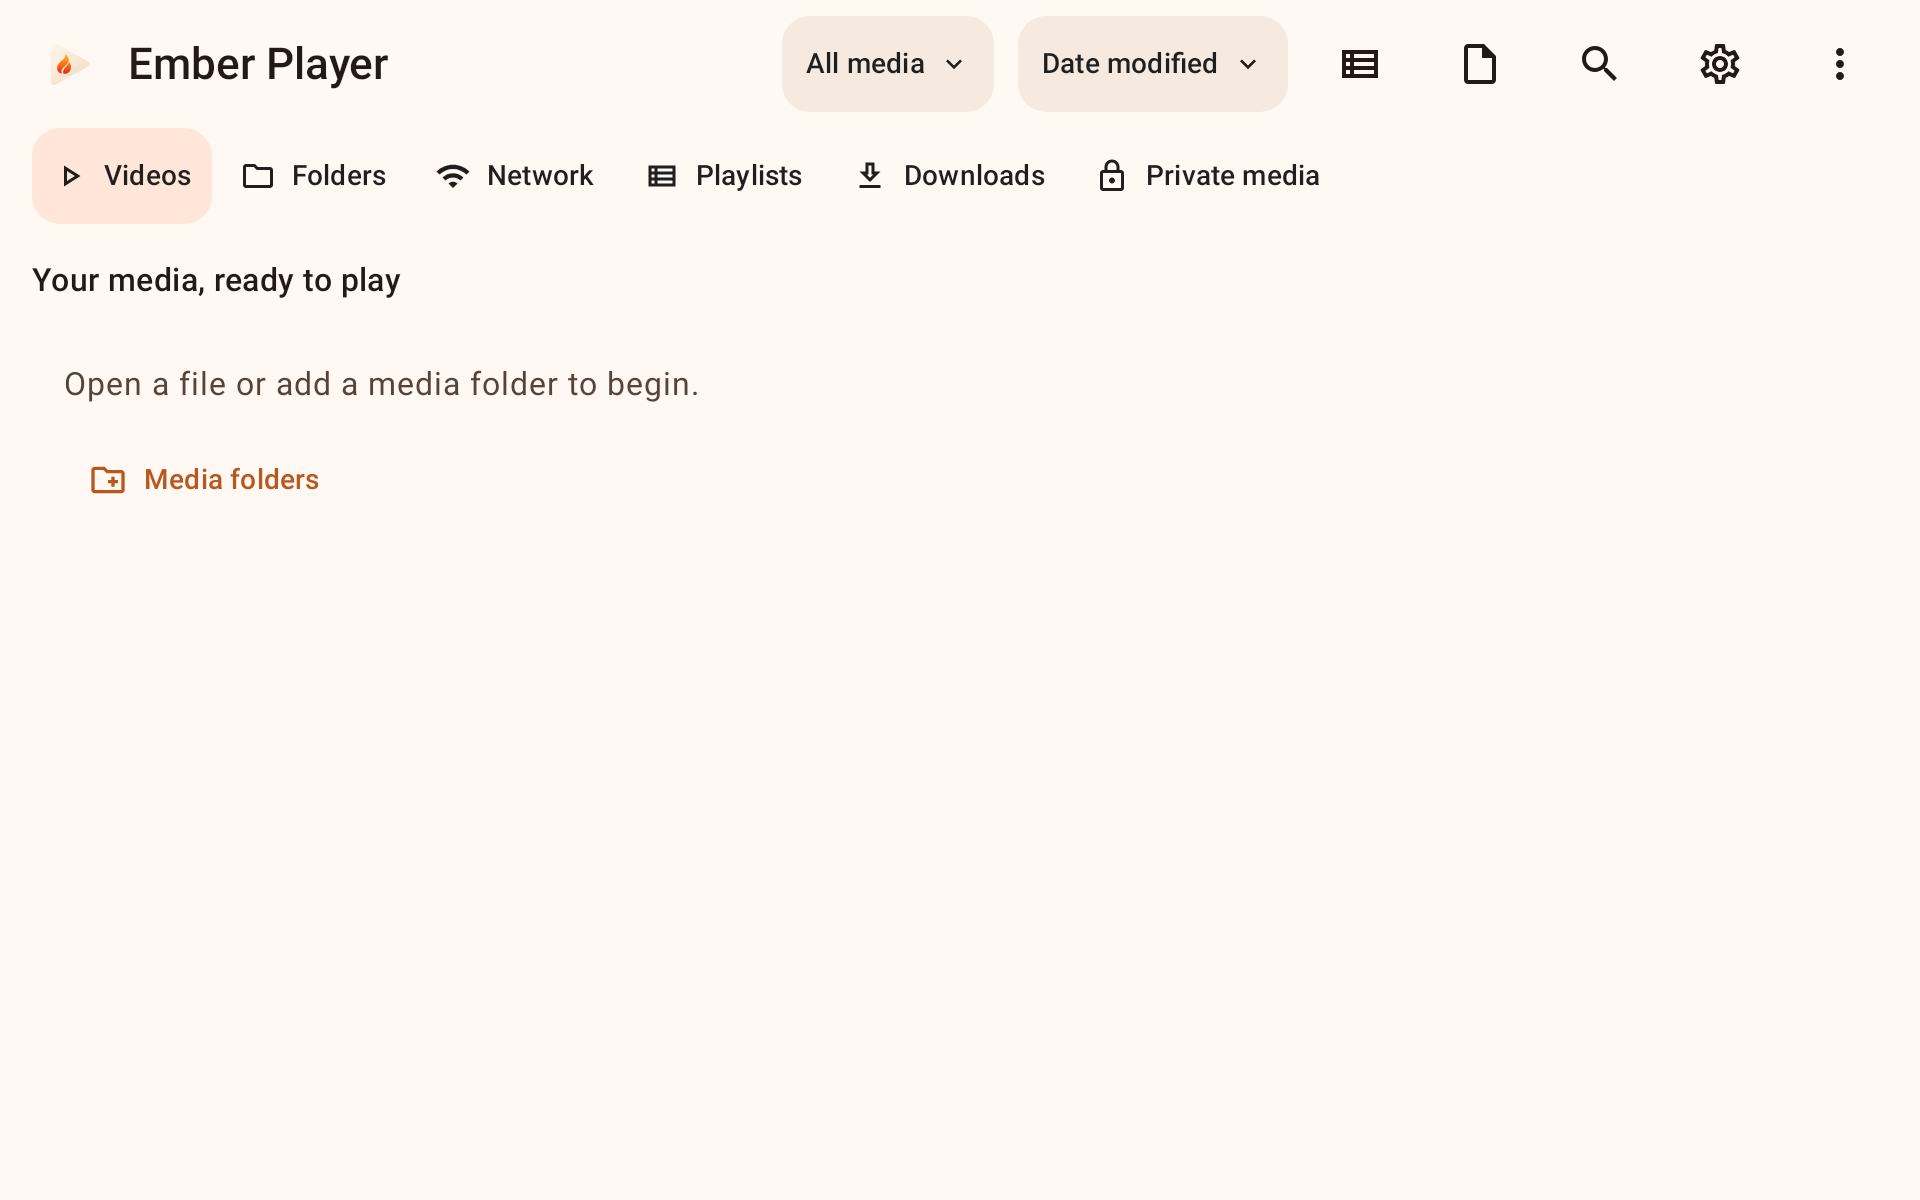 Ember Player
All media
Date modified
Videos
Folders
Network
Playlists
Downloads
Private media
Your media, ready to play
Open a file or add a media folder to begin.
Media folders